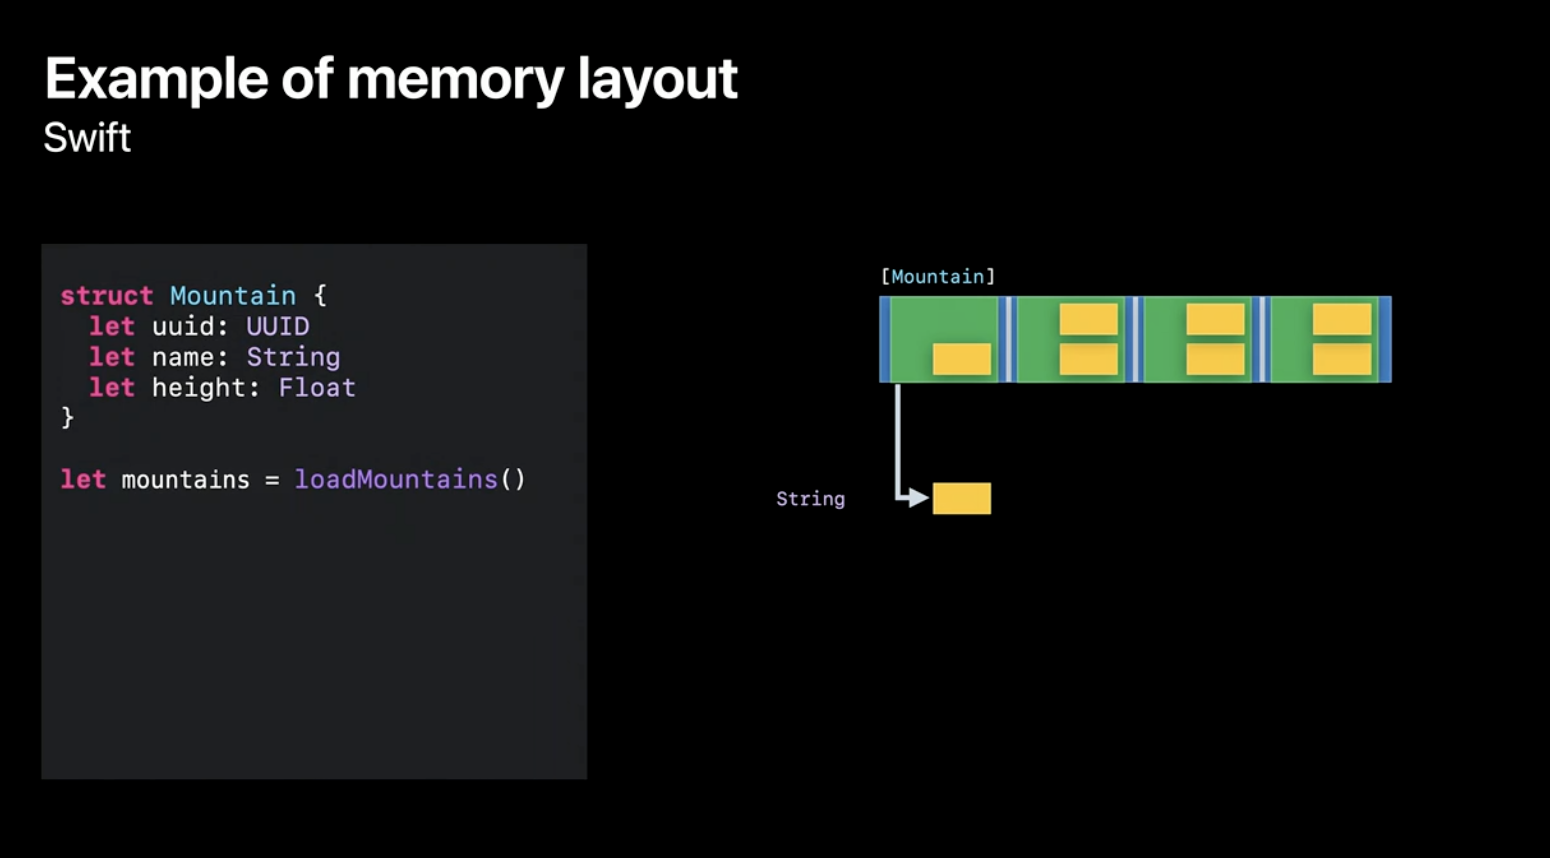 Example of memory layout
Swift
struct Mountain {
  let uuid: UUID
  let name: String
  let height: Float
}
let mountains = loadMountains()
[Mountain]
String